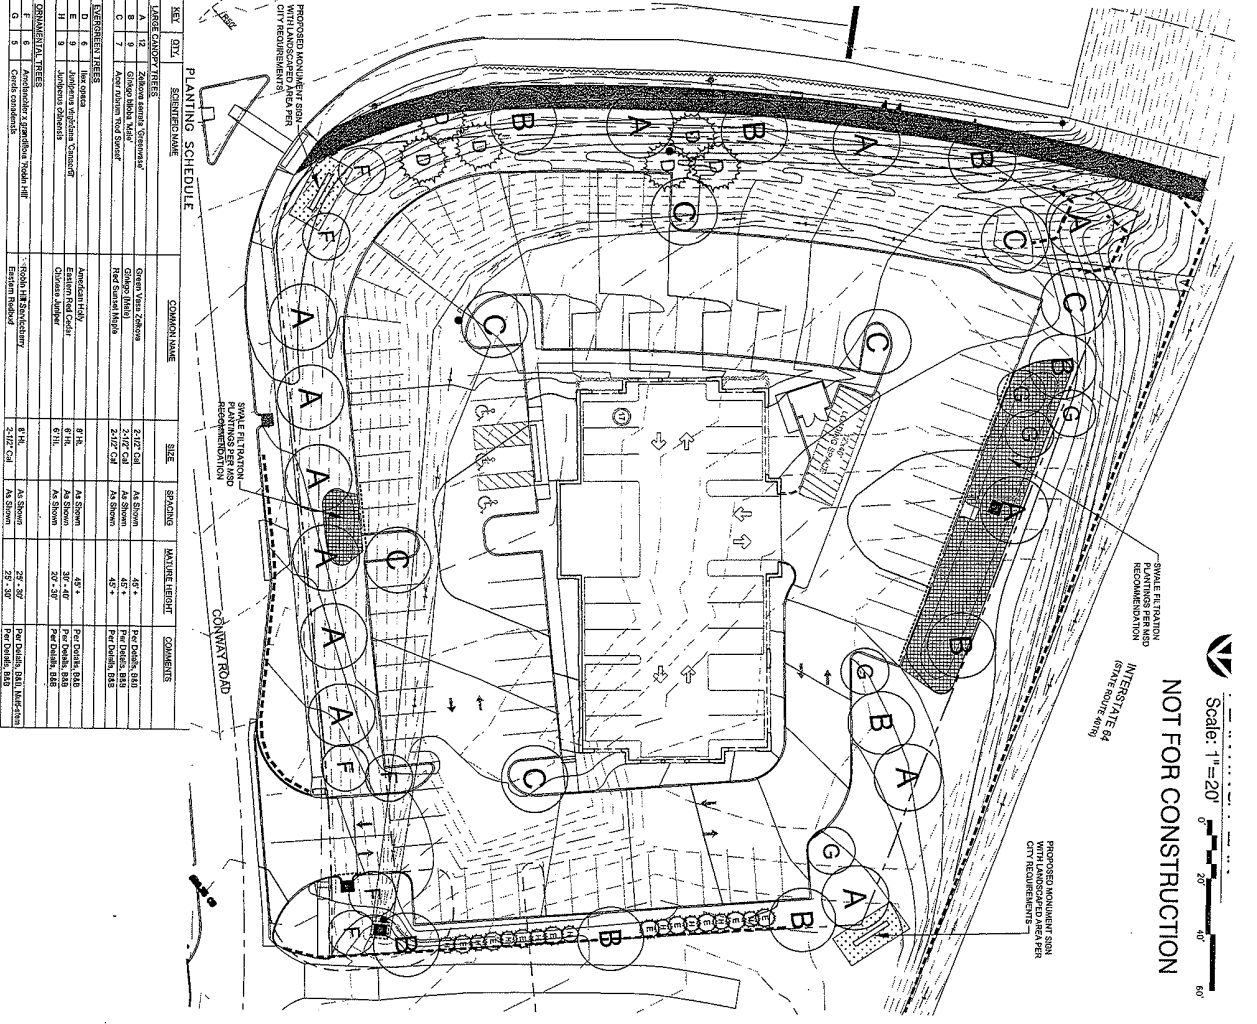 Scale: 1"=20'
0' 20' 40' 60'
NOT FOR CONSTRUCTION
INTERSTATE 64
(STATE ROUTE 40TR)
SWALE FILTRATION
PLANTINGS PER MSD
RECOMMENDATION
PROPOSED MONUMENT SIGN
WITH LANDSCAPED AREA PER
CITY REQUIREMENTS
PROPOSED MONUMENT SIGN
WITH LANDSCAPED AREA PER
CITY REQUIREMENTS
SWALE FILTRATION
PLANTINGS PER MSD
RECOMMENDATION
LOADING SPACE
17
CONWAY ROAD
PLANTING SCHEDULE
KEY QTY. SCIENTIFIC NAME COMMON NAME SIZE SPACING MATURE HEIGHT COMMENTS
LARGE CANOPY TREES
A 12 Zelkova serrata 'Greenvase' Green Vase Zelkova 2-1/2" Cal As Shown 45' + Per Details, B&B
B 9 Ginkgo biloba 'Male' Ginkgo (Male) 2-1/2" Cal As Shown 45' + Per Details, B&B
C 7 Acer rubrum 'Red Sunset' Red Sunset Maple 2-1/2" Cal As Shown 45' + Per Details, B&B
EVERGREEN TREES
D 6 Ilex opaca American Holly 8' Ht. As Shown 45' + Per Details, B&B
E 9 Juniperus virginiana 'Canaertii' Eastern Red Cedar 6' Ht. As Shown 30' - 40' Per Details, B&B
H 9 Juniperus chinensis Chinese Juniper 6' Ht. As Shown 20' - 30' Per Details, B&B
ORNAMENTAL TREES
F 6 Amelanchier x grandiflora 'Robin Hill' Robin Hill Serviceberry 8' Ht. As Shown 25' - 30' Per Details, B&B, Multi-stem
G 5 Cercis canadensis Eastern Redbud 2-1/2" Cal As Shown 25' - 30' Per Details, B&B